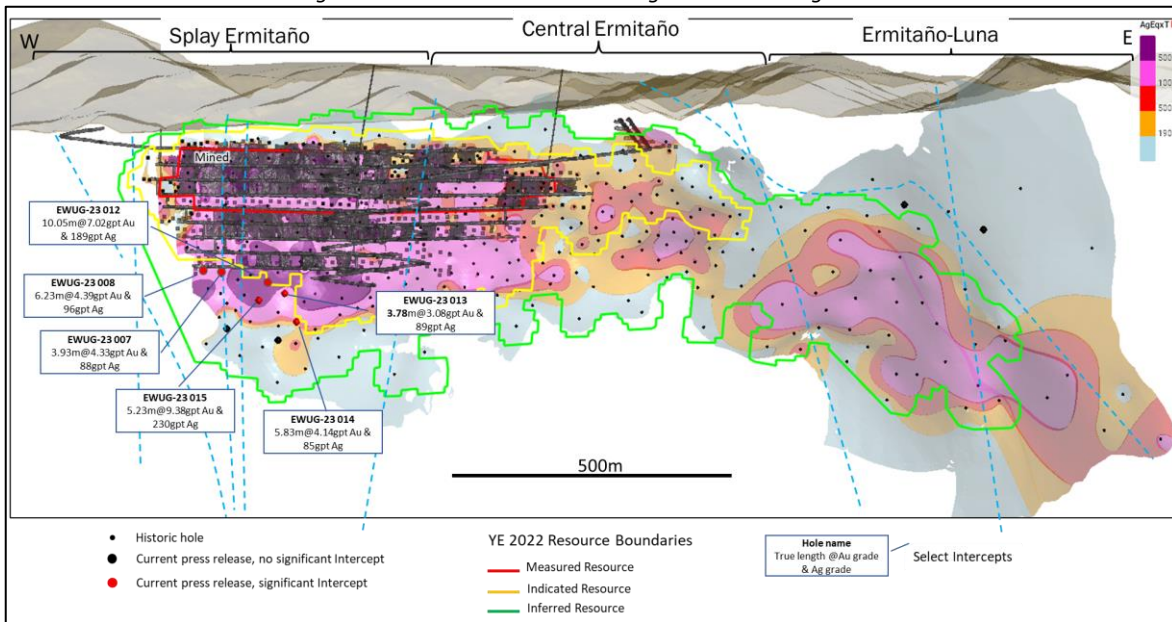 Splay Ermitaño
Central Ermitaño
Ermitaño-Luna
W
E
AgEqxT
500
100
500
190
Mined
EWUG-23 012
10.05m@7.02gpt Au
& 189gpt Ag
EWUG-23 008
6.23m@4.39gpt Au &
96gpt Ag
EWUG-23 007
3.93m@4.33gpt Au &
88gpt Ag
EWUG-23 015
5.23m@9.38gpt Au &
230gpt Ag
EWUG-23 014
5.83m@4.14gpt Au &
85gpt Ag
EWUG-23 013
3.78m@3.08gpt Au &
89gpt Ag
500m
Historic hole
Current press release, no significant Intercept
Current press release, significant Intercept
YE 2022 Resource Boundaries
Measured Resource
Indicated Resource
Inferred Resource
Hole name
True length @Au grade
& Ag grade
Select Intercepts